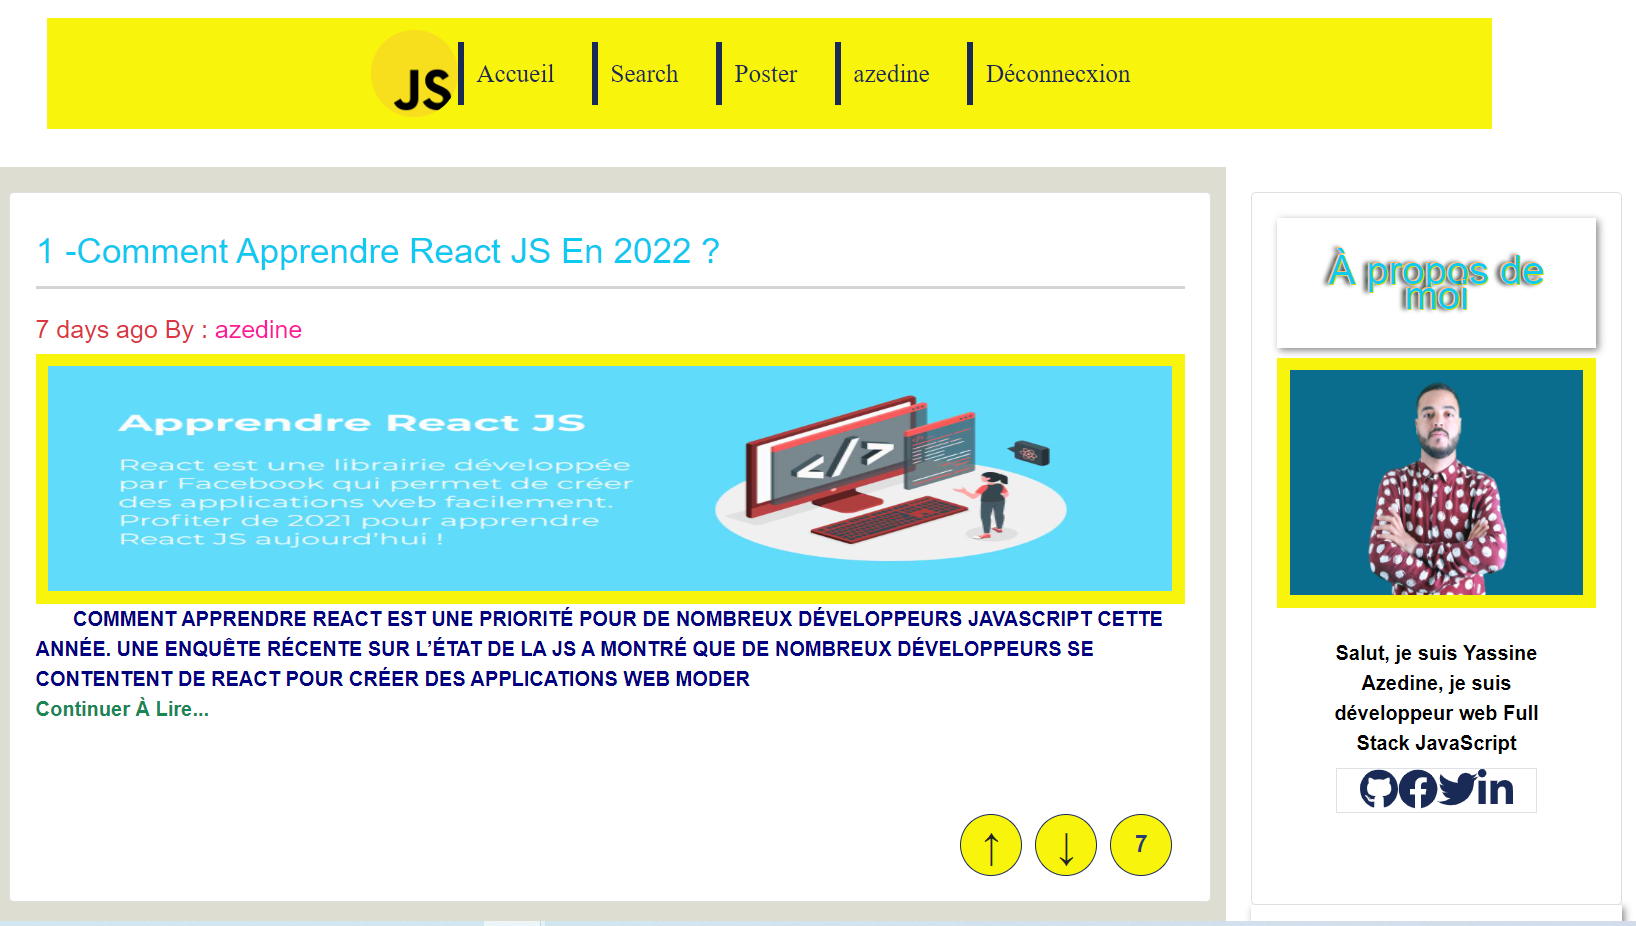 JS
Accueil
Search
Poster
azedine
Déconnecxion
1 -Comment Apprendre React JS En 2022 ?
7 days ago By : azedine
Apprendre React JS
React est une librairie développée
par Facebook qui permet de créer
des applications web facilement.
Profiter de 2021 pour apprendre
React JS aujourd'hui !
</>
COMMENT APPRENDRE REACT EST UNE PRIORITÉ POUR DE NOMBREUX DÉVELOPPEURS JAVASCRIPT CETTE
ANNÉE. UNE ENQUÊTE RÉCENTE SUR L’ÉTAT DE LA JS A MONTRÉ QUE DE NOMBREUX DÉVELOPPEURS SE
CONTENTENT DE REACT POUR CRÉER DES APPLICATIONS WEB MODER
Continuer À Lire...
↑
↓
7
À propos de
moi
Salut, je suis Yassine
Azedine, je suis
développeur web Full
Stack JavaScript
in